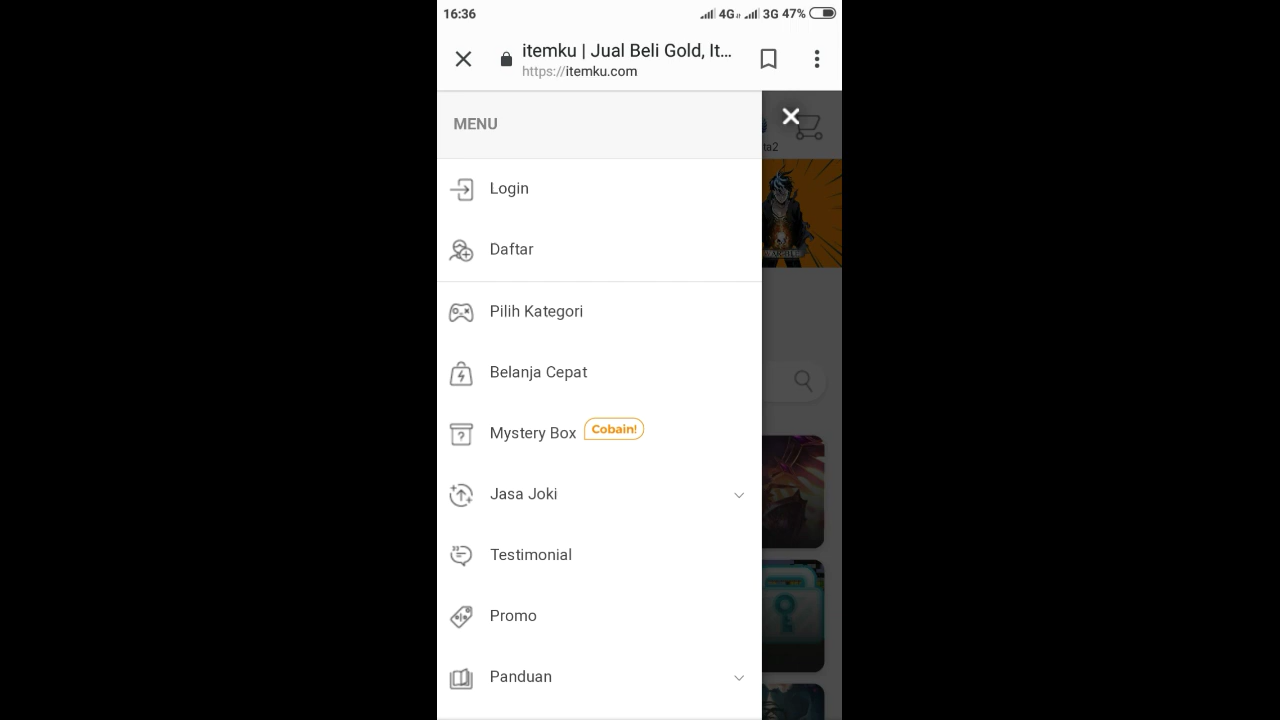 16:36 4G 3G 47%
itemku | Jual Beli Gold, It...
https://itemku.com
MENU
ta2
Login
Daftar
Pilih Kategori
Belanja Cepat
Mystery Box Cobain!
Jasa Joki
Testimonial
Promo
Panduan